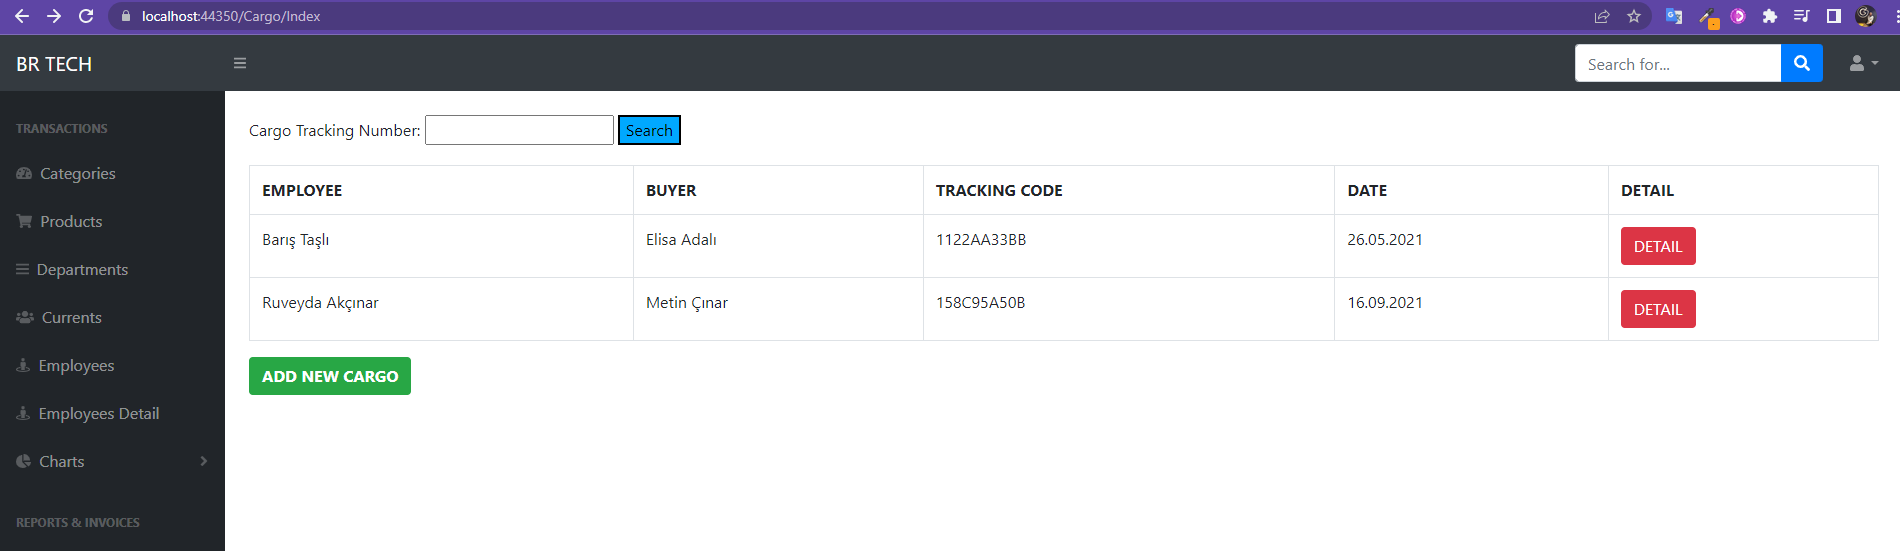 localhost:44350/Cargo/Index
BR TECH
Search for...
TRANSACTIONS
Categories
Products
Departments
Currents
Employees
Employees Detail
Charts
REPORTS & INVOICES
Cargo Tracking Number: Search
EMPLOYEE BUYER TRACKING CODE DATE DETAIL
Barış Taşlı Elisa Adalı 1122AA33BB 26.05.2021 DETAIL
Ruveyda Akçınar Metin Çınar 158C95A50B 16.09.2021 DETAIL
ADD NEW CARGO